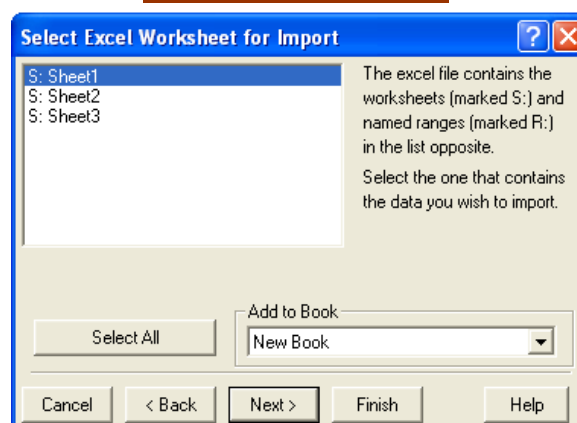 Select Excel Worksheet for Import
S: Sheet1
S: Sheet2
S: Sheet3
The excel file contains the
worksheets (marked S:) and
named ranges (marked R:)
in the list opposite.
Select the one that contains
the data you wish to import.
Select All
Add to Book
New Book
Cancel
< Back
Next >
Finish
Help